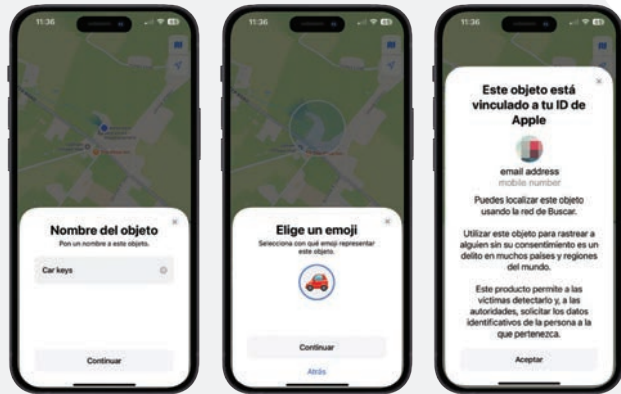 11:36
Nombre del objeto
Pon un nombre a este objeto.
Car keys
Continuar
11:36
Elige un emoji
Selecciona con qué emoji representar
este objeto.
Continuar
Atrás
11:36
Este objeto está
vinculado a tu ID de
Apple
email address
mobile number
Puedes localizar este objeto
usando la red de Buscar.
Utilizar este objeto para rastrear a
alguien sin su consentimiento es un
delito en muchos países y regiones
del mundo.
Este producto permite a las
víctimas detectarlo y, a las
autoridades, solicitar los datos
identificativos de la persona a la
que pertenezca.
Aceptar